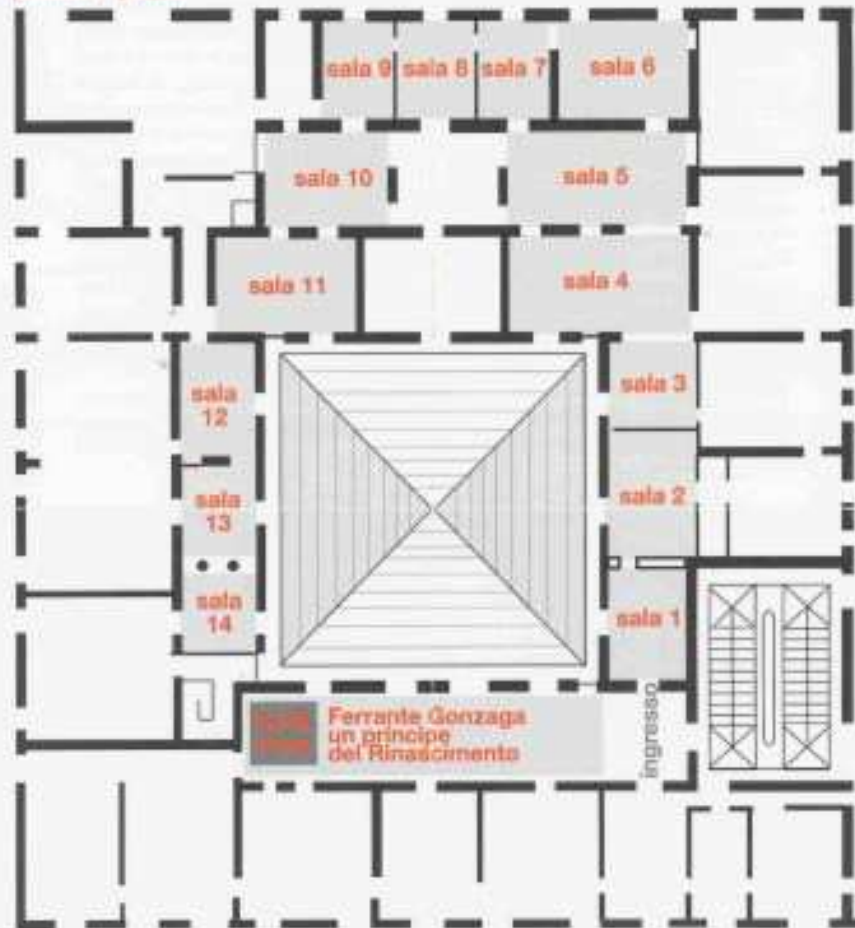 sala 9 sala 8 sala 7 sala 6
sala 10 sala 5
sala 11 sala 4
sala 3
sala
12
sala 2
sala
13
sala 1
sala
14
ingresso
Ferrante Gonzaga
un principe
del Rinascimento